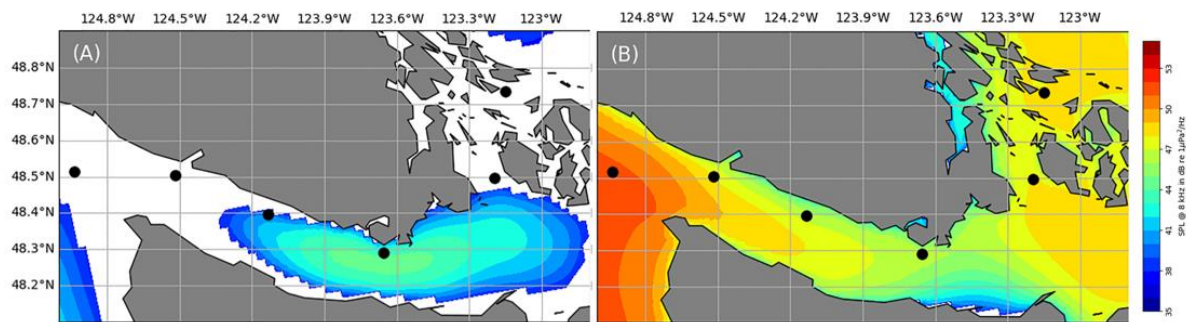 124.8°W 124.5°W 124.2°W 123.9°W 123.6°W 123.3°W 123°W 124.8°W 124.5°W 124.2°W 123.9°W 123.6°W 123.3°W 123°W
(A) (B)
48.8°N
48.7°N
48.6°N
48.5°N
48.4°N
48.3°N
48.2°N
53
50
47
44
41
38
35
SPL @ 8 kHz in dB re 1µPa²/Hz